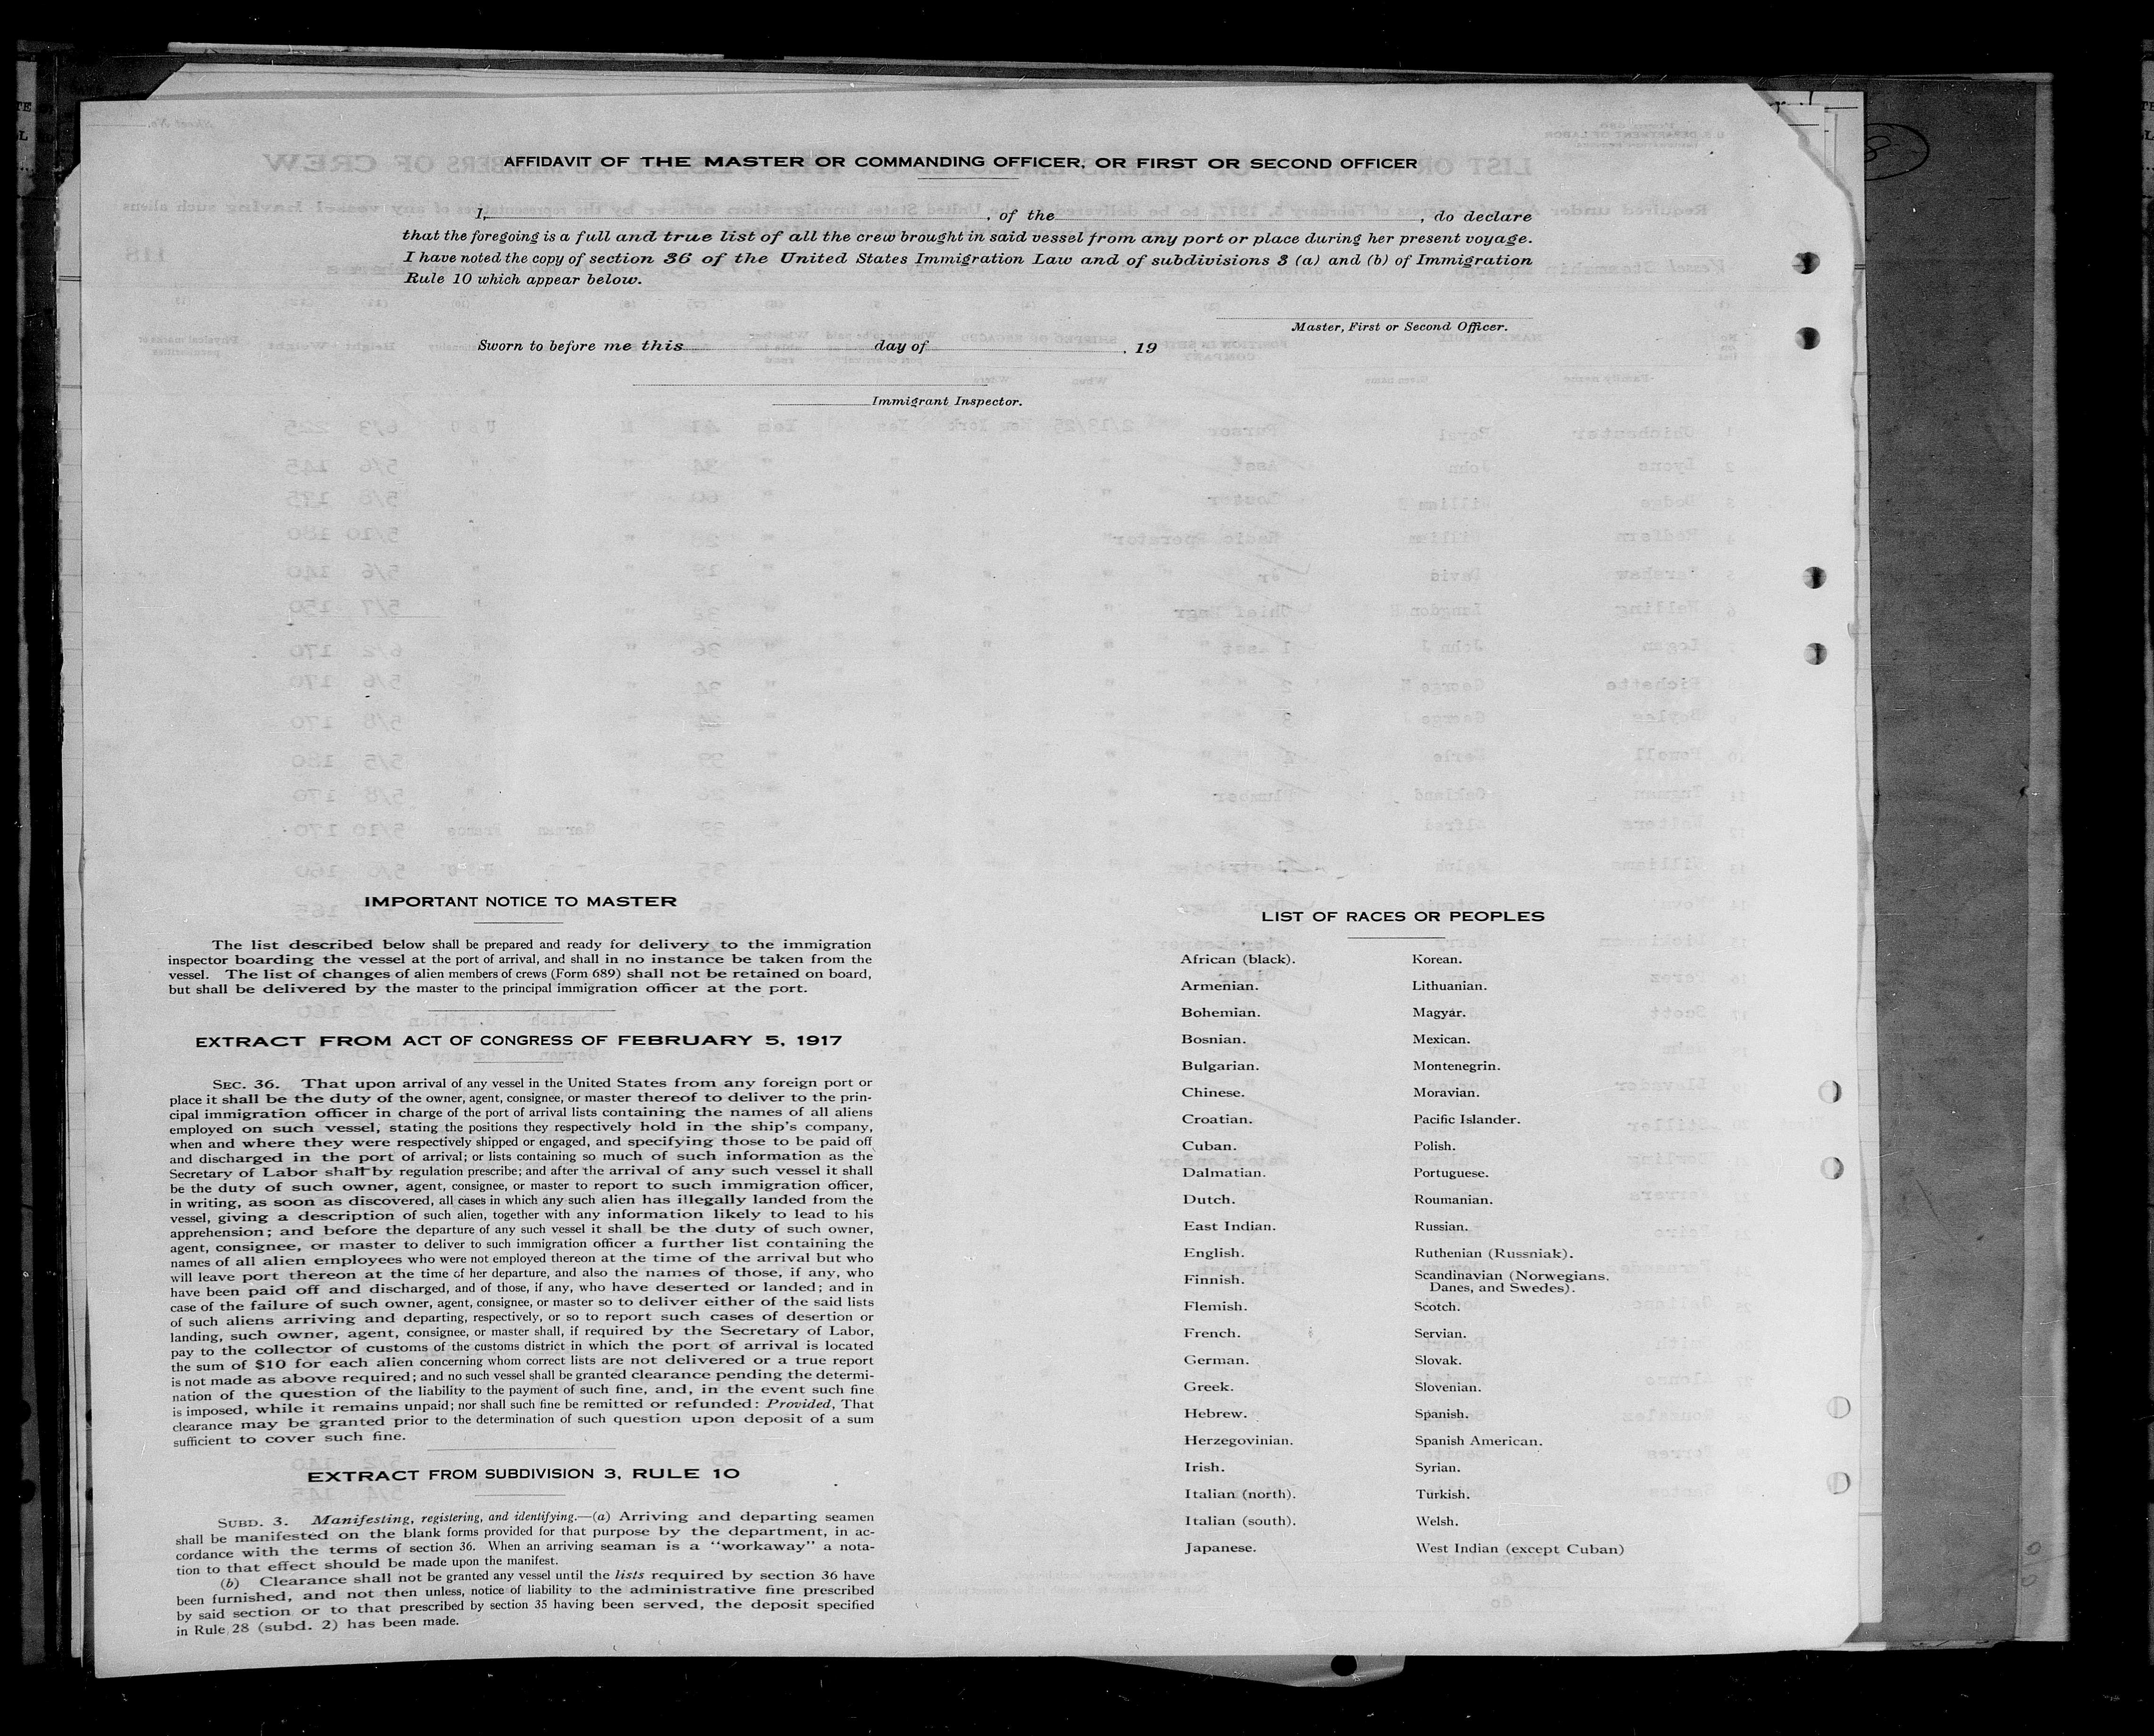 AFFIDAVIT OF THE MASTER OR COMMANDING OFFICER, OR FIRST OR SECOND OFFICER
I, , of the , do declare
that the foregoing is a full and true list of all the crew brought in said vessel from any port or place during her present voyage.
I have noted the copy of section 36 of the United States Immigration Law and of subdivisions 3 (a) and (b) of Immigration
Rule 10 which appear below.
Master, First or Second Officer.
Sworn to before me this day of , 19
Immigrant Inspector.
IMPORTANT NOTICE TO MASTER
The list described below shall be prepared and ready for delivery to the immigration
inspector boarding the vessel at the port of arrival, and shall in no instance be taken from the
vessel. The list of changes of alien members of crews (Form 689) shall not be retained on board,
but shall be delivered by the master to the principal immigration officer at the port.
EXTRACT FROM ACT OF CONGRESS OF FEBRUARY 5, 1917
SEC. 36. That upon arrival of any vessel in the United States from any foreign port or
place it shall be the duty of the owner, agent, consignee, or master thereof to deliver to the prin-
cipal immigration officer in charge of the port of arrival lists containing the names of all aliens
employed on such vessel, stating the positions they respectively hold in the ship's company,
when and where they were respectively shipped or engaged, and specifying those to be paid off
and discharged in the port of arrival; or lists containing so much of such information as the
Secretary of Labor shall by regulation prescribe; and after the arrival of any such vessel it shall
be the duty of such owner, agent, consignee, or master to report to such immigration officer,
in writing, as soon as discovered, all cases in which any such alien has illegally landed from the
vessel, giving a description of such alien, together with any information likely to lead to his
apprehension; and before the departure of any such vessel it shall be the duty of such owner,
agent, consignee, or master to deliver to such immigration officer a further list containing the
names of all alien employees who were not employed thereon at the time of the arrival but who
will leave port thereon at the time of her departure, and also the names of those, if any, who
have been paid off and discharged, and of those, if any, who have deserted or landed; and in
case of the failure of such owner, agent, consignee, or master so to deliver either of the said lists
of such aliens arriving and departing, respectively, or so to report such cases of desertion or
landing, such owner, agent, consignee, or master shall, if required by the Secretary of Labor,
pay to the collector of customs of the customs district in which the port of arrival is located
the sum of $10 for each alien concerning whom correct lists are not delivered or a true report
is not made as above required; and no such vessel shall be granted clearance pending the determi-
nation of the question of the liability to the payment of such fine, and, in the event such fine
is imposed, while it remains unpaid; nor shall such fine be remitted or refunded: Provided, That
clearance may be granted prior to the determination of such question upon deposit of a sum
sufficient to cover such fine.
EXTRACT FROM SUBDIVISION 3, RULE 10
SUBD. 3. Manifesting, registering, and identifying.—(a) Arriving and departing seamen
shall be manifested on the blank forms provided for that purpose by the department, in ac-
cordance with the terms of section 36. When an arriving seaman is a "workaway" a nota-
tion to that effect should be made upon the manifest.
(b) Clearance shall not be granted any vessel until the lists required by section 36 have
been furnished, and not then unless, notice of liability to the administrative fine prescribed
by said section or to that prescribed by section 35 having been served, the deposit specified
in Rule 28 (subd. 2) has been made.
LIST OF RACES OR PEOPLES
African (black).
Armenian.
Bohemian.
Bosnian.
Bulgarian.
Chinese.
Croatian.
Cuban.
Dalmatian.
Dutch.
East Indian.
English.
Finnish.
Flemish.
French.
German.
Greek.
Hebrew.
Herzegovinian.
Irish.
Italian (north).
Italian (south).
Japanese.
Korean.
Lithuanian.
Magyar.
Mexican.
Montenegrin.
Moravian.
Pacific Islander.
Polish.
Portuguese.
Roumanian.
Russian.
Ruthenian (Russniak).
Scandinavian (Norwegians.
Danes, and Swedes).
Scotch.
Servian.
Slovak.
Slovenian.
Spanish.
Spanish American.
Syrian.
Turkish.
Welsh.
West Indian (except Cuban)